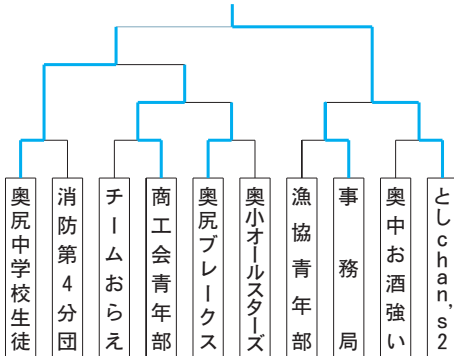 奥尻中学校生徒
消防第4分団
チームおらえ
商工会青年部
奥尻ブレークス
奥小オールスターズ
漁協青年部
事務局
奥中お酒強い
としchan,s2